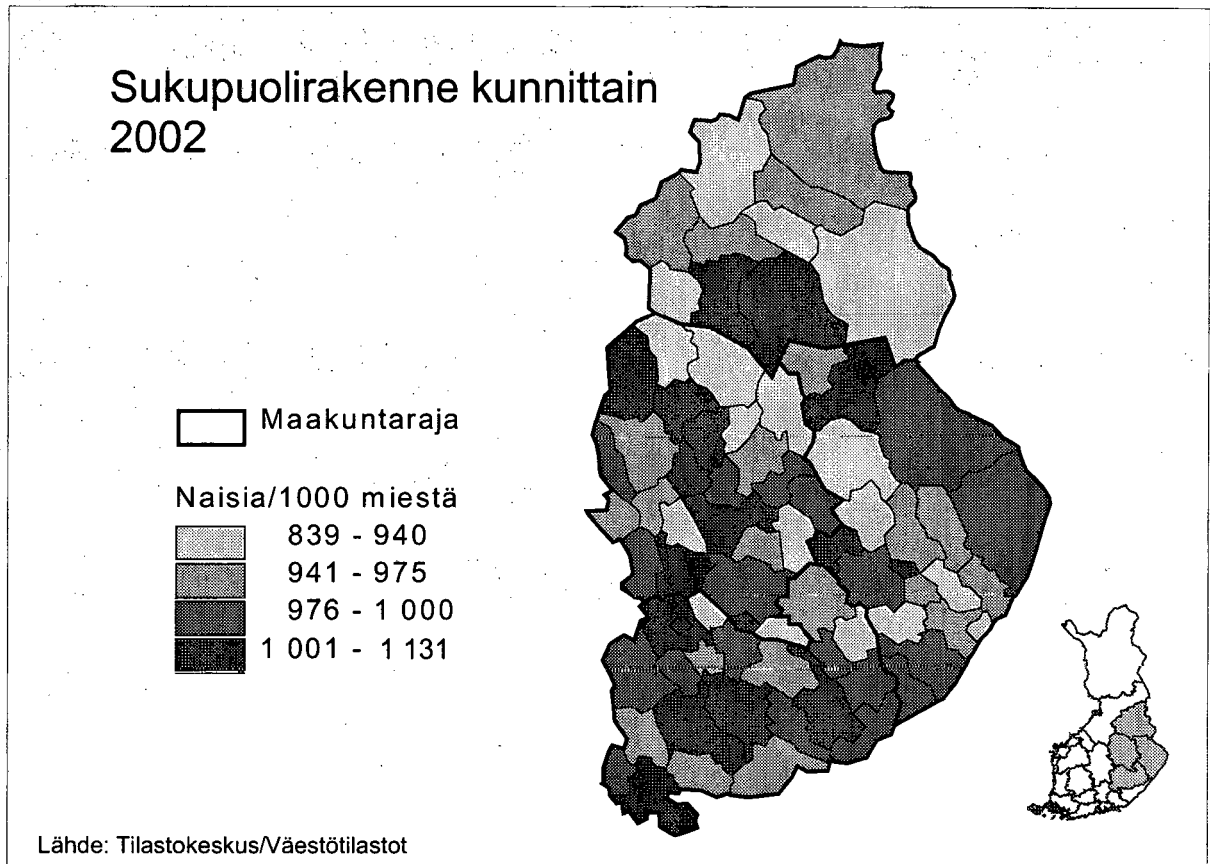 Sukupuolirakenne kunnittain
2002
Maakuntaraja
Naisia/1000 miestä
839 - 940
941 - 975
976 - 1 000
1 001 - 1 131
Lähde: Tilastokeskus/Väestötilastot